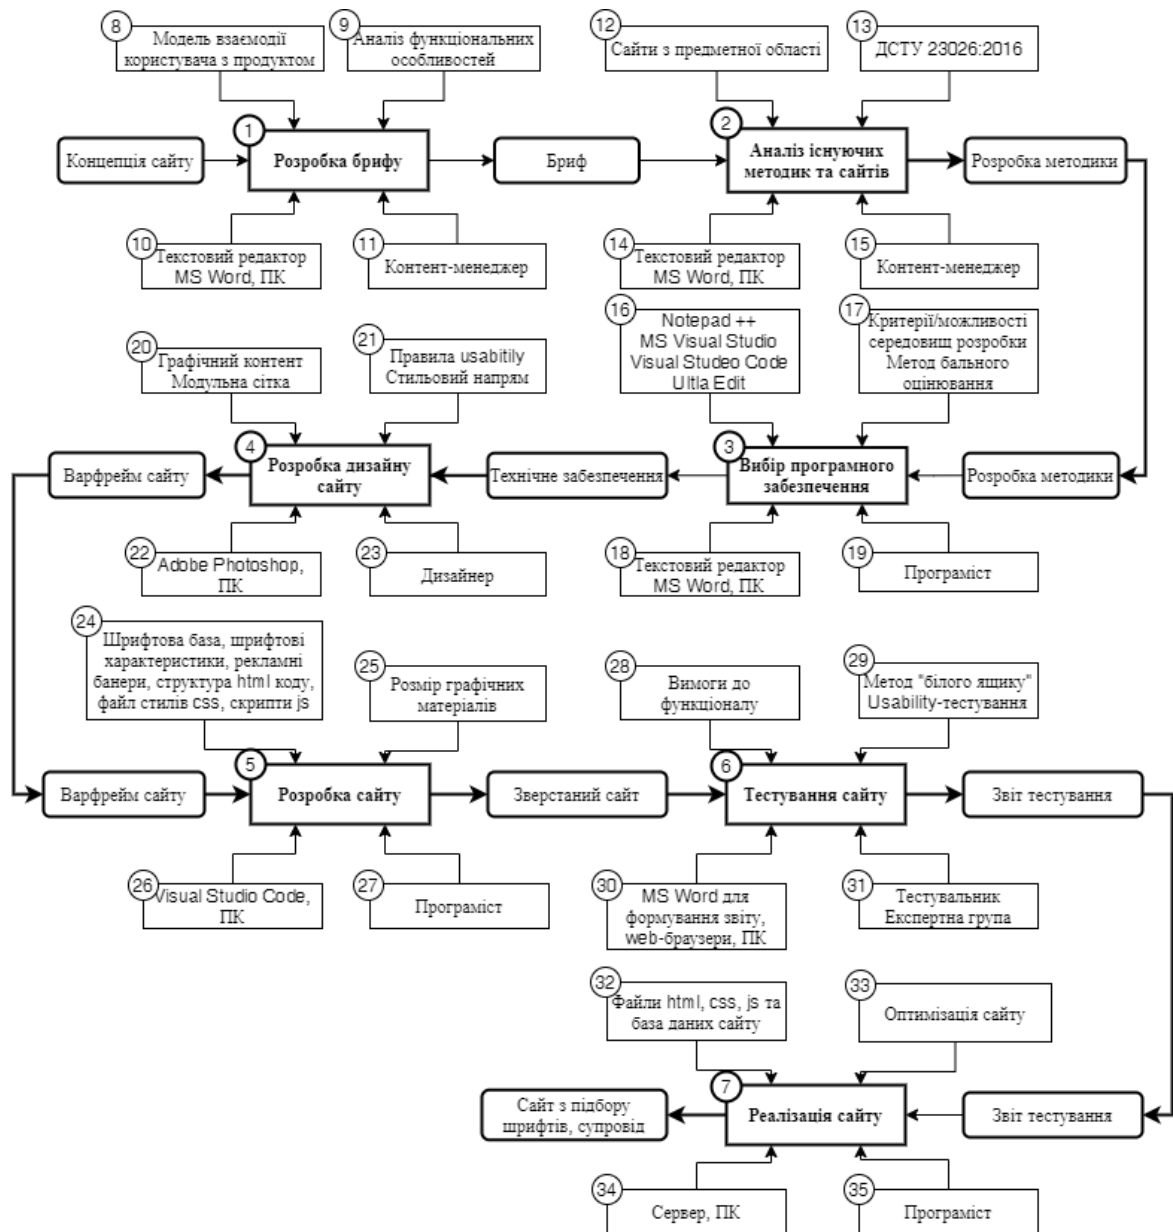 8
Модель взаємодії
користувача з продуктом
9
Аналіз функціональних
особливостей
12
Сайти з предметної області
13
ДСТУ 23026:2016
Концепція сайту
1
Розробка брифу
Бриф
2
Аналіз існуючих
методик та сайтів
Розробка методики
10
Текстовий редактор
MS Word, ПК
11
Контент-менеджер
14
Текстовий редактор
MS Word, ПК
15
Контент-менеджер
20
Графічний контент
Модульна сітка
21
Правила usabitily
Стильовий напрям
16
Notepad ++
MS Visual Studio
Visual Studeo Code
Ultla Edit
17
Критерії/можливості
середовищ розробки
Метод бального
оцінювання
Варфрейм сайту
4
Розробка дизайну
сайту
Технічне забезпечення
3
Вибір програмного
забезпечення
Розробка методики
22
Adobe Photoshop,
ПК
23
Дизайнер
18
Текстовий редактор
MS Word, ПК
19
Програміст
24
Шрифтова база, шрифтові
характеристики, рекламні
банери, структура html коду,
файл стилів css, скрипти js
25
Розмір графічних
матеріалів
28
Вимоги до
функціоналу
29
Метод "білого ящику"
Usability-тестування
Варфрейм сайту
5
Розробка сайту
Зверстаний сайт
6
Тестування сайту
Звіт тестування
26
Visual Studio Code,
ПК
27
Програміст
30
MS Word для
формування звіту,
web-браузери, ПК
31
Тестувальник
Експертна група
32
Файли html, css, js та
база даних сайту
33
Оптимізація сайту
Сайт з підбору
шрифтів, супровід
7
Реалізація сайту
Звіт тестування
34
Сервер, ПК
35
Програміст